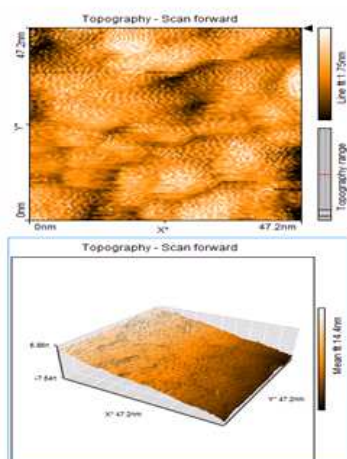 Topography - Scan forward
47.2nm
Y*
0nm
0nm
X*
47.2nm
Line fit 1.75nm
Topography range
Topography - Scan forward
X* 47.2nm
Y* 47.2nm
Mean fit 14.4nm